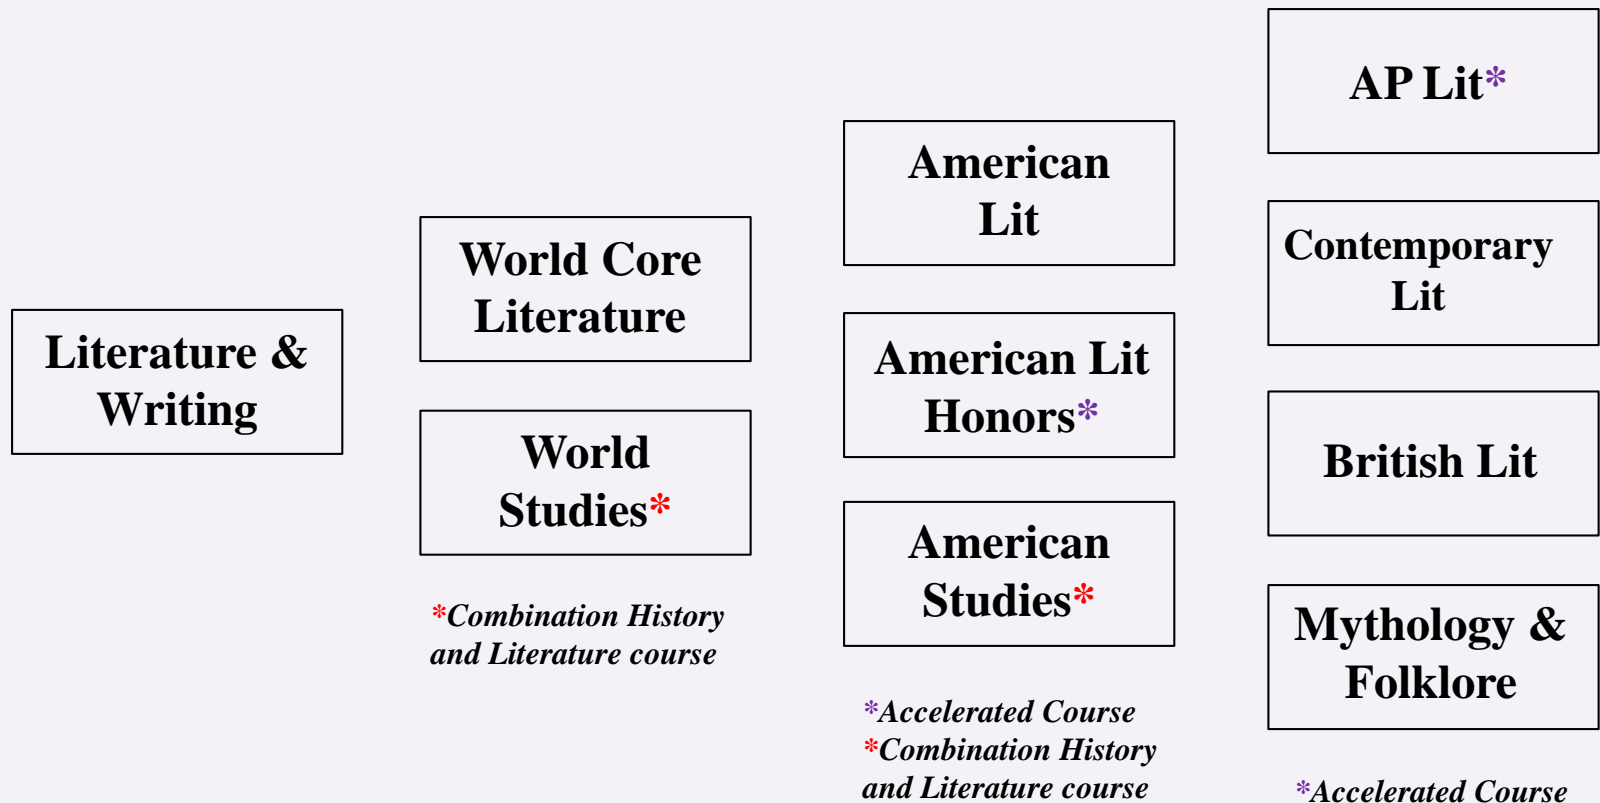 Literature &
Writing
World Core
Literature
World
Studies*
*Combination History
and Literature course
American
Lit
American Lit
Honors*
American
Studies*
*Accelerated Course
*Combination History
and Literature course
AP Lit*
Contemporary
Lit
British Lit
Mythology &
Folklore
*Accelerated Course